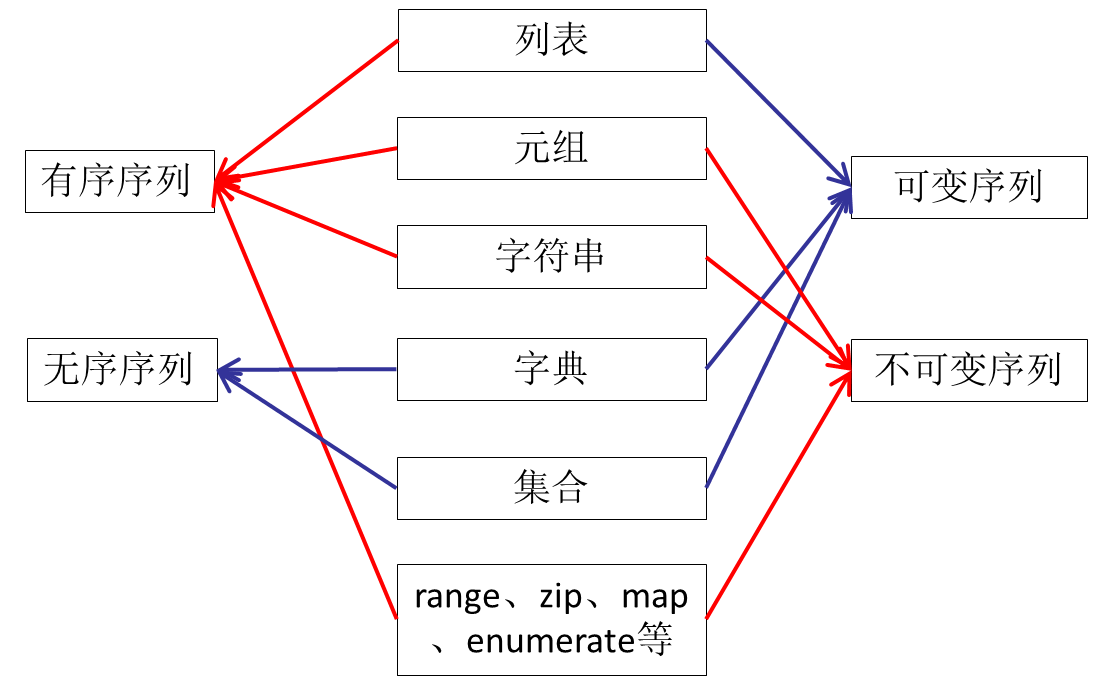 列表
元组
有序序列
可变序列
字符串
字典
无序序列
不可变序列
集合
range、zip、map
、enumerate等